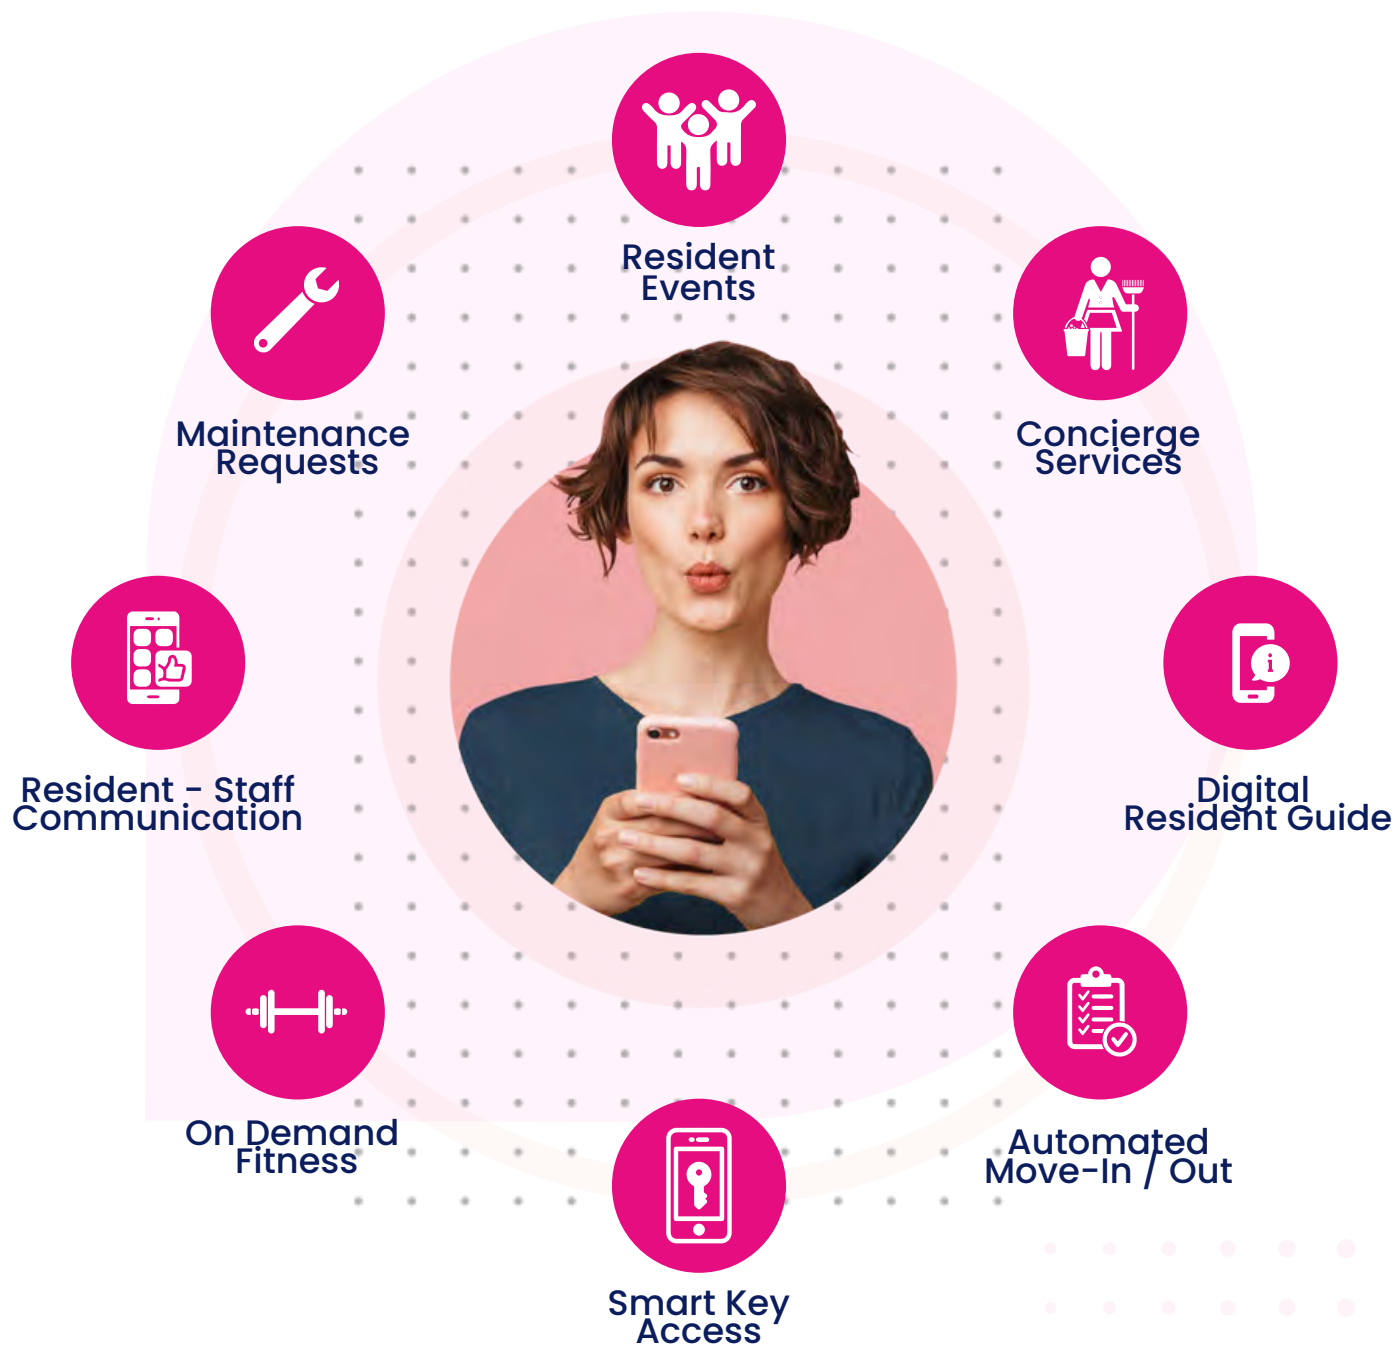 Resident
Events
Maintenance
Requests
Concierge
Services
Resident - Staff
Communication
Digital
Resident Guide
On Demand
Fitness
Automated
Move-In / Out
Smart Key
Access